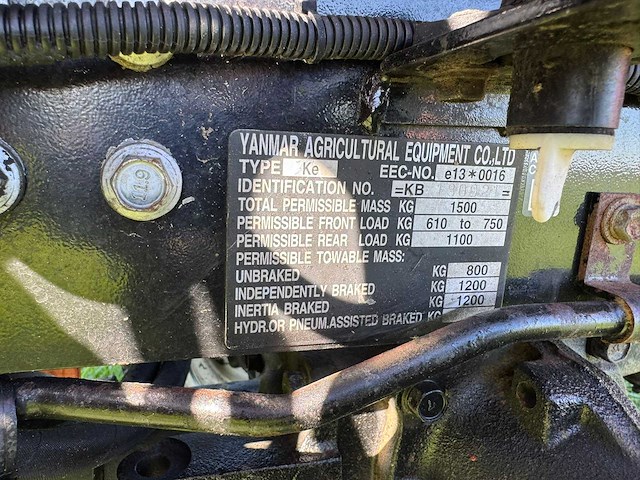 YANMAR AGRICULTURAL EQUIPMENT CO.,LTD
TYPE Ke EEC-NO. e13*0016
IDENTIFICATION NO. =KB =
TOTAL PERMISSIBLE MASS KG 1500
PERMISSIBLE FRONT LOAD KG 610 to 750
PERMISSIBLE REAR LOAD KG 1100
PERMISSIBLE TOWABLE MASS:
UNBRAKED KG 800
INDEPENDENTLY BRAKED KG 1200
INERTIA BRAKED KG 1200
HYDR.OR PNEUM.ASSISTED BRAKED KG